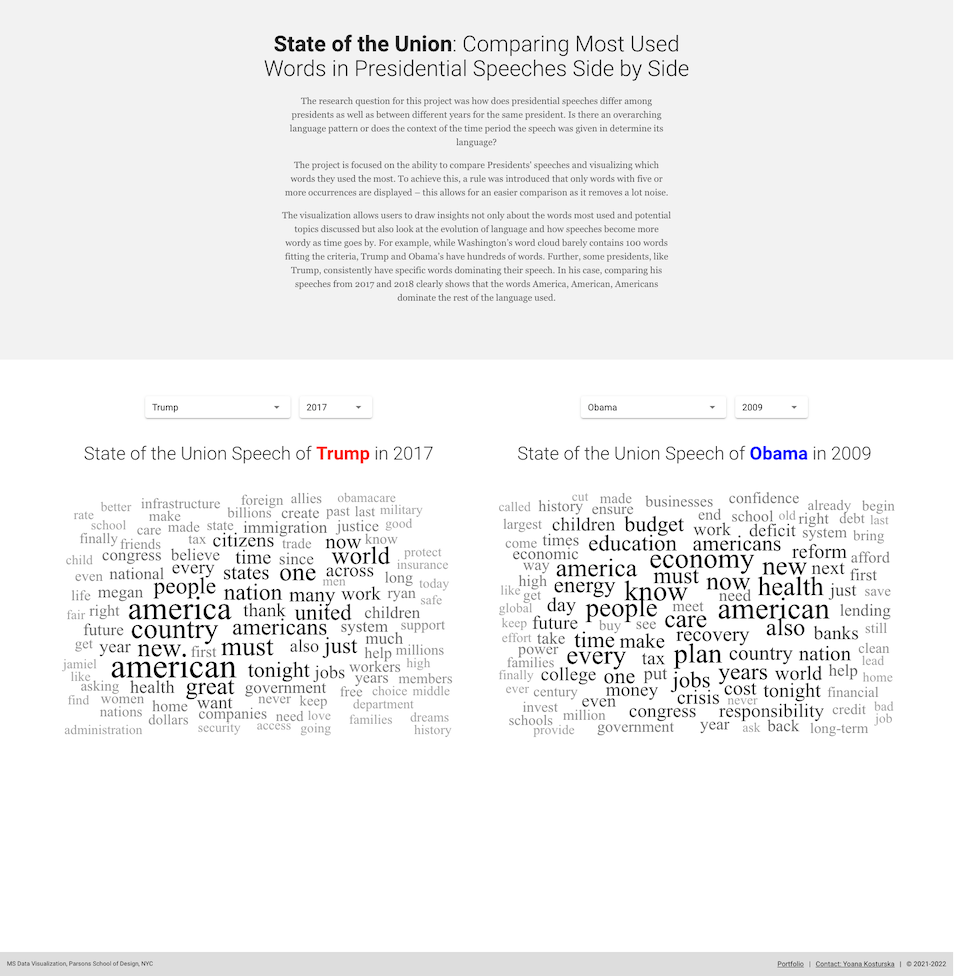 State of the Union: Comparing Most Used
Words in Presidential Speeches Side by Side
The research question for this project was how does presidential speeches differ among
presidents as well as between different years for the same president. Is there an overarching
language pattern or does the context of the time period the speech was given in determine its
language?
The project is focused on the ability to compare Presidents' speeches and visualizing which
words they used the most. To achieve this, a rule was introduced that only words with five or
more occurrences are displayed – this allows for an easier comparison as it removes a lot noise.
The visualization allows users to draw insights not only about the words most used and potential
topics discussed but also look at the evolution of language and how speeches become more
wordy as time goes by. For example, while Washington's word cloud barely contains 100 words
fitting the criteria, Trump and Obama's have hundreds of words. Further, some presidents, like
Trump, consistently have specific words dominating their speech. In his case, comparing his
speeches from 2017 and 2018 clearly shows that the words America, American, Americans
dominate the rest of the language used.
Trump 2017
State of the Union Speech of Trump in 2017
better infrastructure foreign allies obamacare
rate make billions create past last military
school care made state immigration justice good
finally friends tax citizens trade now know
child congress believe time since world protect
even national every states one across men insurance
life megan people nation many work ryan long today
fair right america thank united children safe
future country americans system support
get year new. first must also just much help millions
jamiel american tonight jobs workers high
like asking health great government years members
find women home want never keep free choice middle
nations dollars companies need love department
administration security access going families dreams
history
Obama 2009
State of the Union Speech of Obama in 2009
called history cut made businesses confidence already begin
largest children ensure budget end school old right debt last
come times education work . deficit system bring
economic americans reform afford
way america economy new next first
high energy must now health just save
like get know need
global day people meet american lending
keep future buy see care also banks still
effort take time make recovery
power every tax plan country nation clean
families lead
finally college one put jobs years world help home
ever century money crisis cost tonight financial
invest even never credit bad
schools million congress responsibility job
provide government year ask back long-term
MS Data Visualization, Parsons School of Design, NYC
Portfolio | Contact: Yoana Kosturska | © 2021-2022